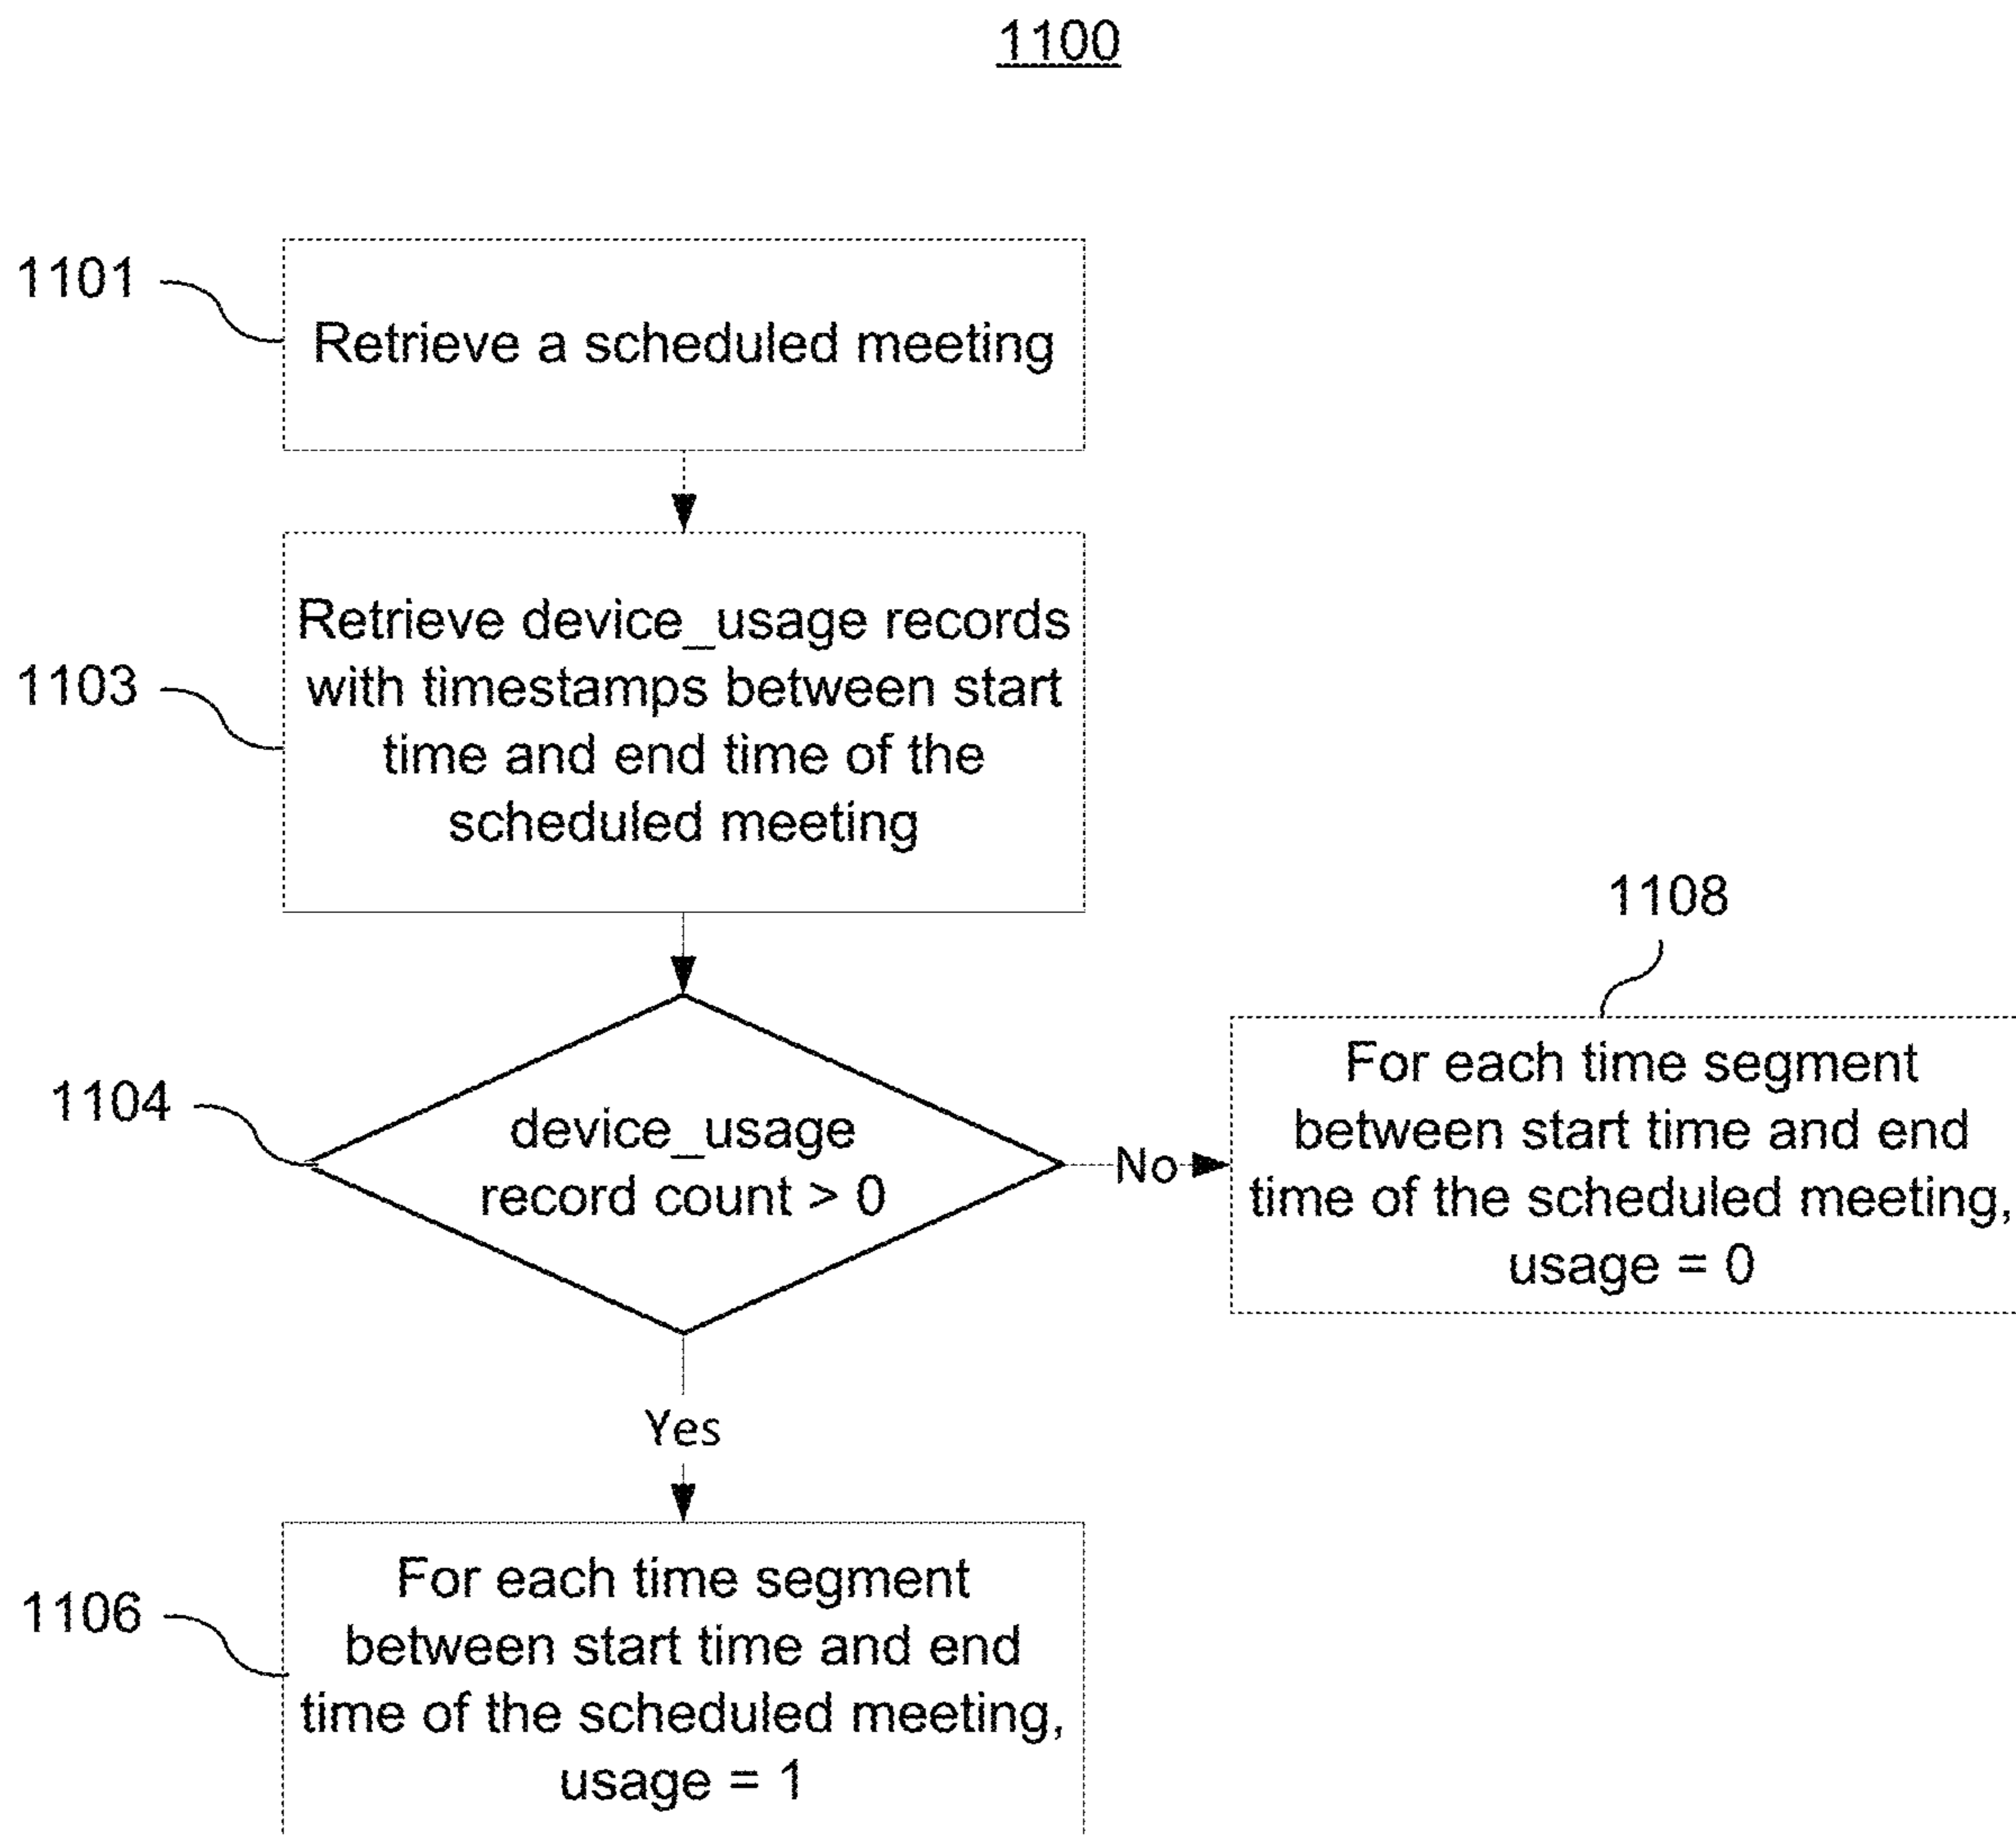 1100
1101
Retrieve a scheduled meeting
1103
Retrieve device_usage records
with timestamps between start
time and end time of the
scheduled meeting
1104
device_usage
record count > 0
No
1108
For each time segment
between start time and end
time of the scheduled meeting,
usage = 0
Yes
1106
For each time segment
between start time and end
time of the scheduled meeting,
usage = 1